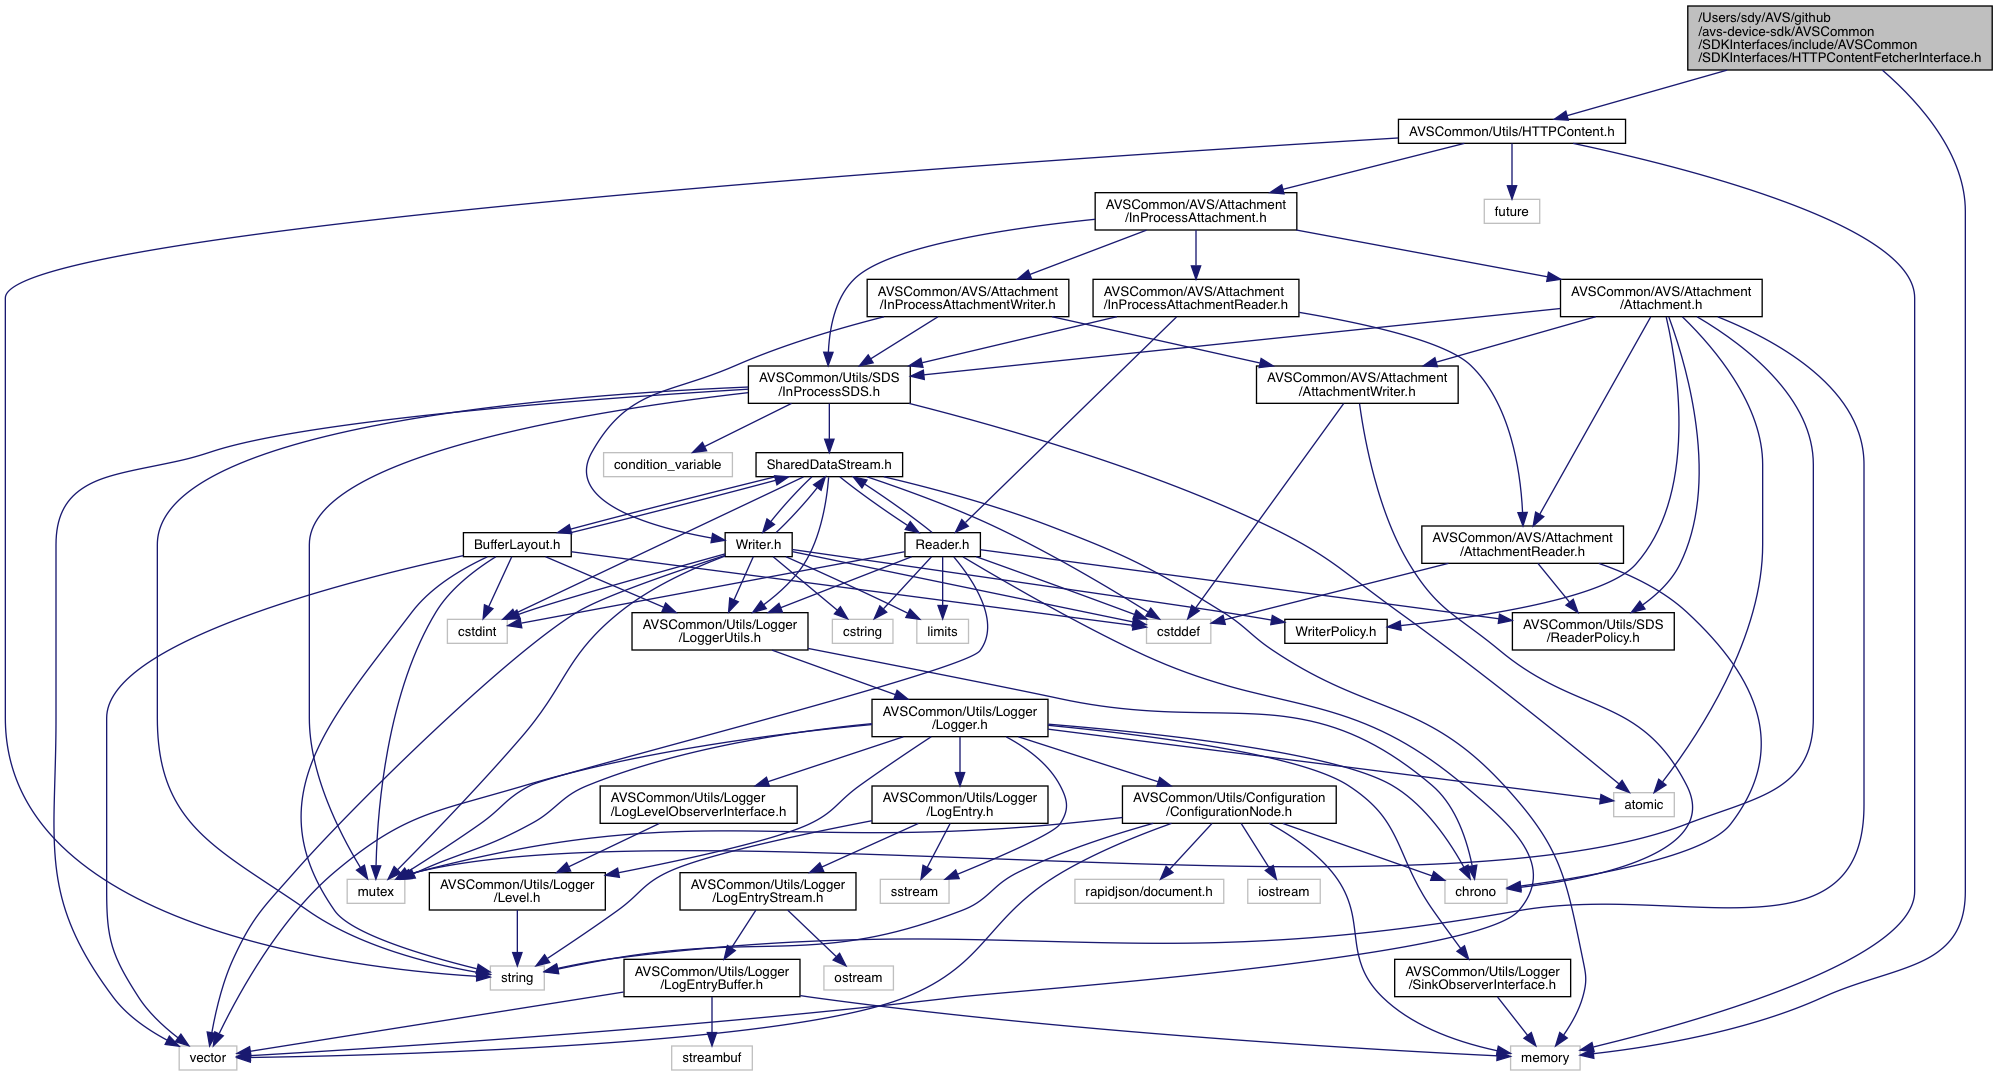 /Users/sdy/AVS/github
/avs-device-sdk/AVSCommon
/SDKInterfaces/include/AVSCommon
/SDKInterfaces/HTTPContentFetcherInterface.h
AVSCommon/Utils/HTTPContent.h
AVSCommon/AVS/Attachment
/InProcessAttachment.h
future
AVSCommon/AVS/Attachment
/InProcessAttachmentWriter.h
AVSCommon/AVS/Attachment
/InProcessAttachmentReader.h
AVSCommon/AVS/Attachment
/Attachment.h
AVSCommon/Utils/SDS
/InProcessSDS.h
AVSCommon/AVS/Attachment
/AttachmentWriter.h
condition_variable
SharedDataStream.h
BufferLayout.h
Writer.h
Reader.h
AVSCommon/AVS/Attachment
/AttachmentReader.h
cstdint
AVSCommon/Utils/Logger
/LoggerUtils.h
cstring
limits
cstddef
WriterPolicy.h
AVSCommon/Utils/SDS
/ReaderPolicy.h
AVSCommon/Utils/Logger
/Logger.h
AVSCommon/Utils/Logger
/LogLevelObserverInterface.h
AVSCommon/Utils/Logger
/LogEntry.h
AVSCommon/Utils/Configuration
/ConfigurationNode.h
atomic
mutex
AVSCommon/Utils/Logger
/Level.h
AVSCommon/Utils/Logger
/LogEntryStream.h
sstream
rapidjson/document.h
iostream
chrono
string
AVSCommon/Utils/Logger
/LogEntryBuffer.h
ostream
AVSCommon/Utils/Logger
/SinkObserverInterface.h
vector
streambuf
memory